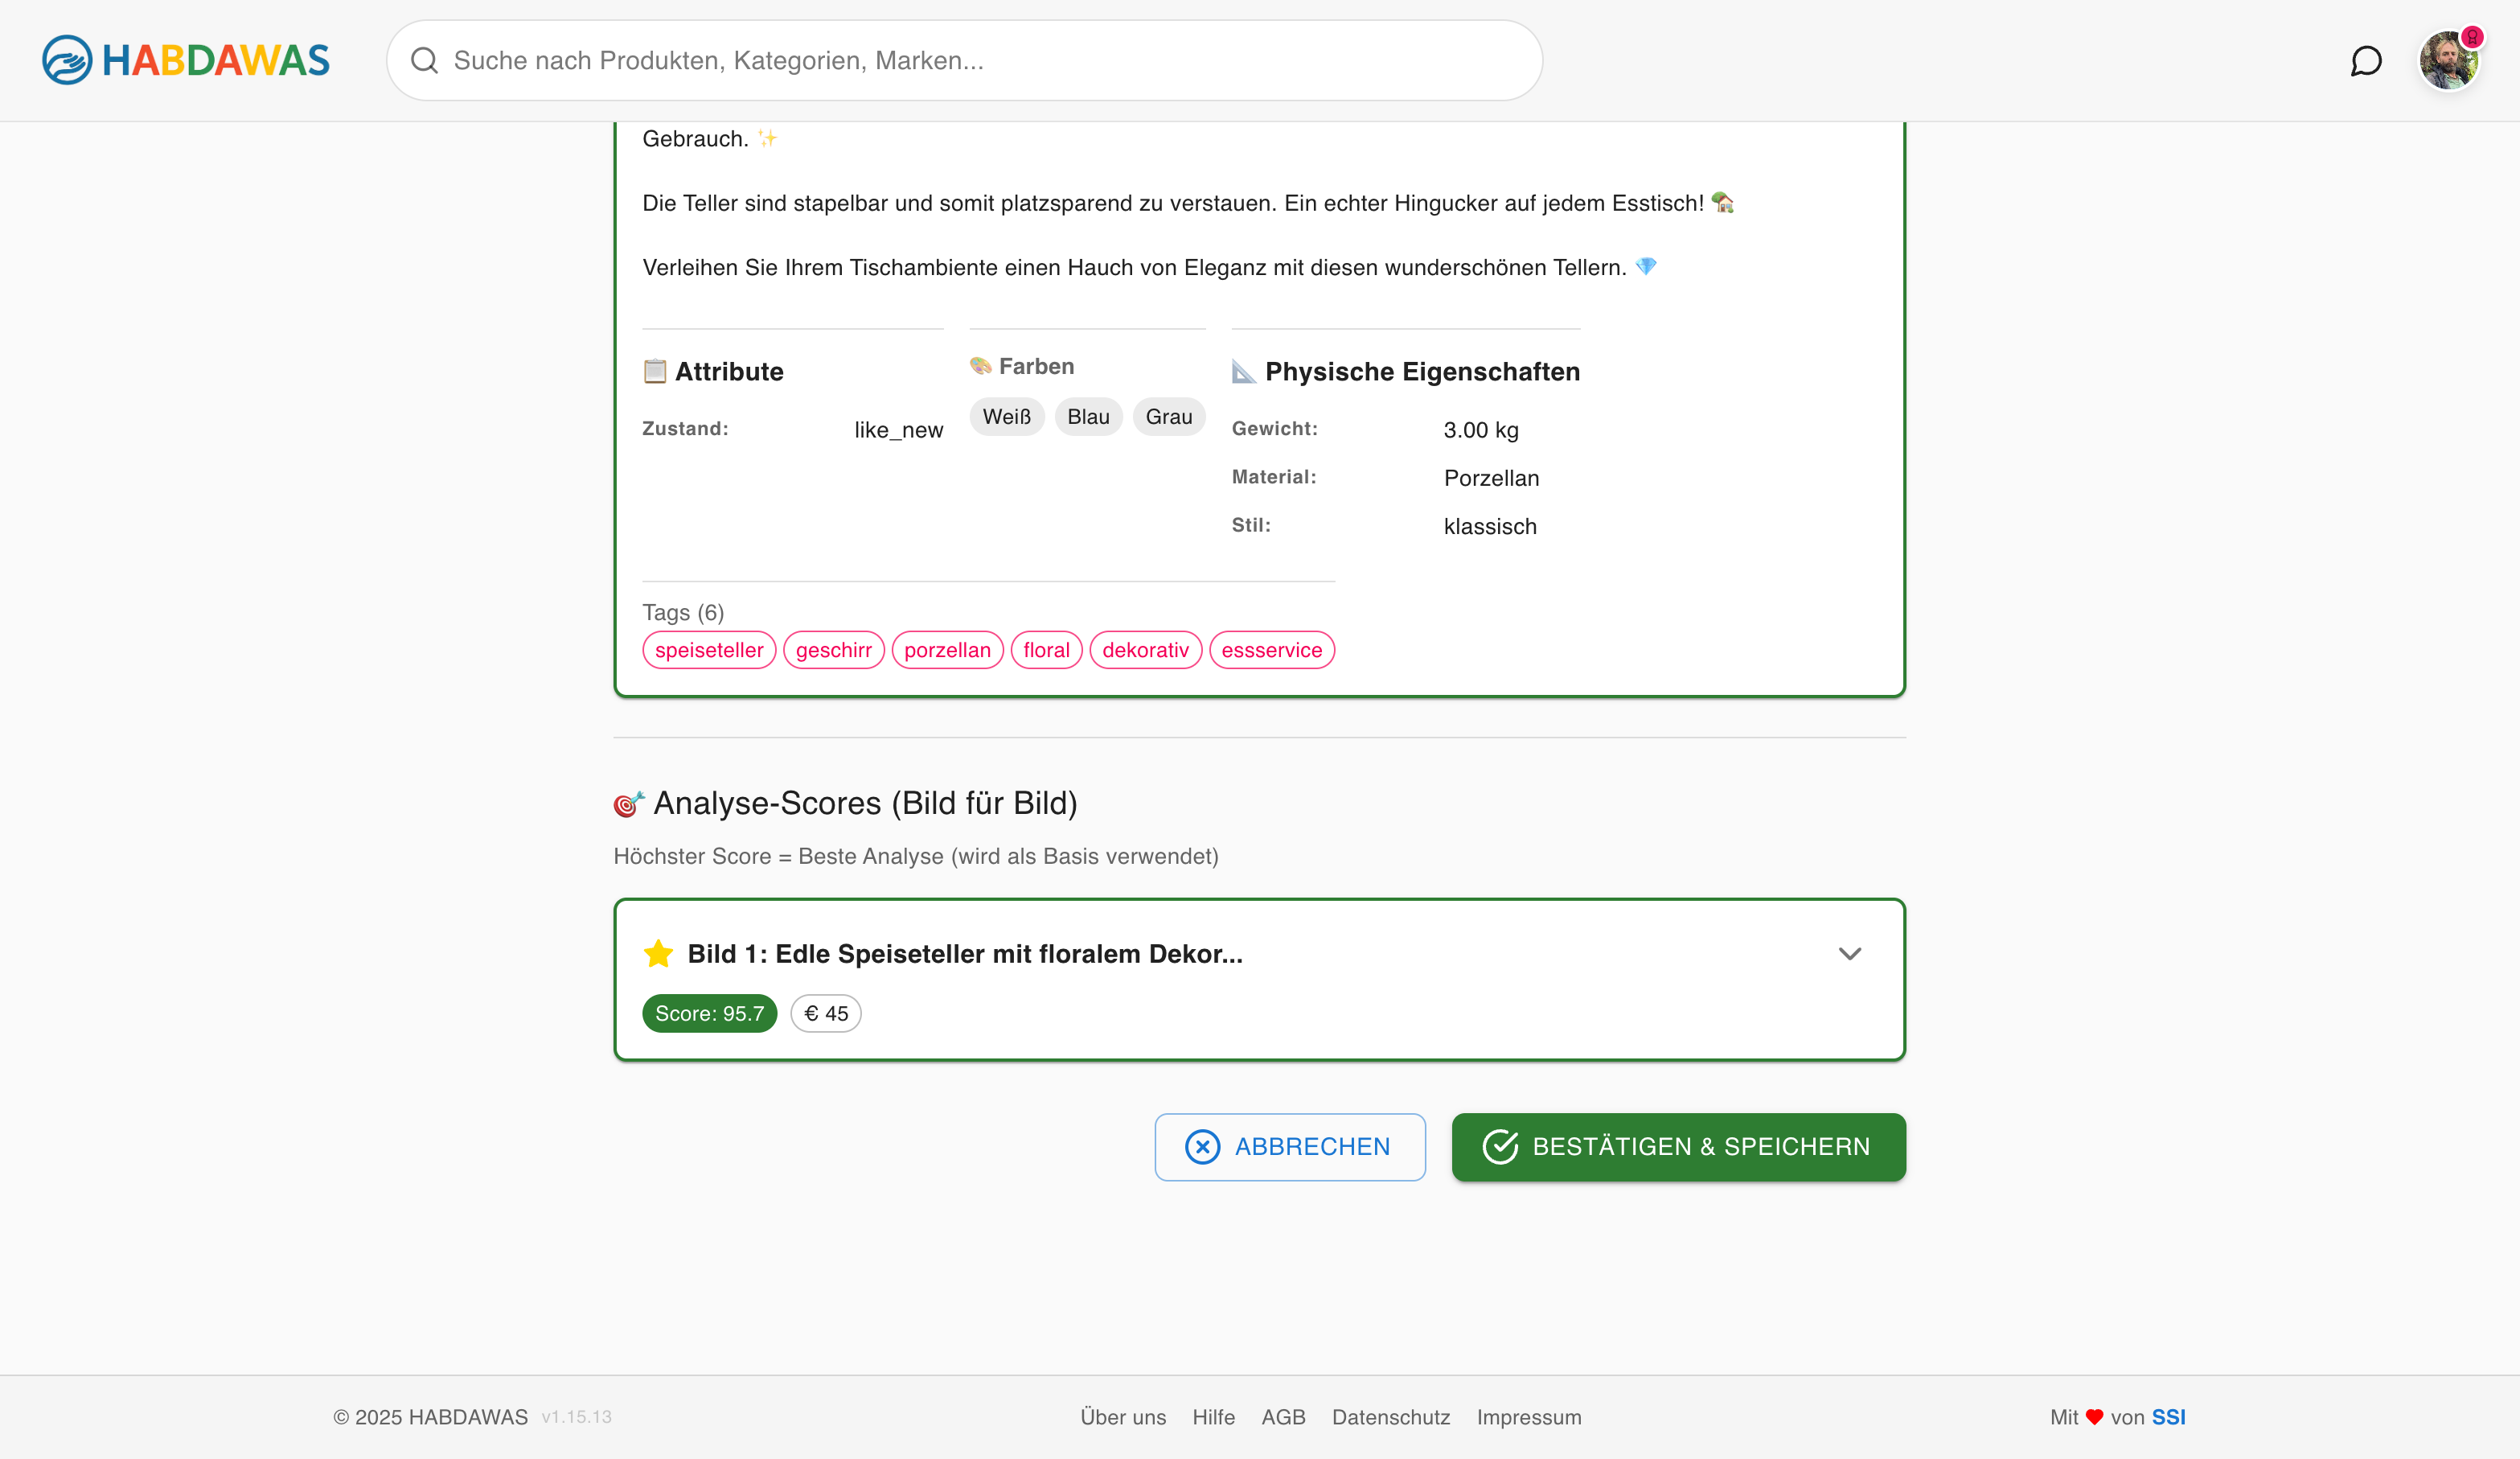 HABDAWAS
Suche nach Produkten, Kategorien, Marken...
Gebrauch. ✨
Die Teller sind stapelbar und somit platzsparend zu verstauen. Ein echter Hingucker auf jedem Esstisch! 🏡
Verleihen Sie Ihrem Tischambiente einen Hauch von Eleganz mit diesen wunderschönen Tellern. 💎
📋 Attribute
Zustand: like_new
🎨 Farben
Weiß Blau Grau
📐 Physische Eigenschaften
Gewicht: 3.00 kg
Material: Porzellan
Stil: klassisch
Tags (6)
speiseteller geschirr porzellan floral dekorativ essservice
🎯 Analyse-Scores (Bild für Bild)
Höchster Score = Beste Analyse (wird als Basis verwendet)
⭐ Bild 1: Edle Speiseteller mit floralem Dekor...
Score: 95.7 € 45
ABBRECHEN BESTÄTIGEN & SPEICHERN
© 2025 HABDAWAS v1.15.13 Über uns Hilfe AGB Datenschutz Impressum Mit ❤ von SSI